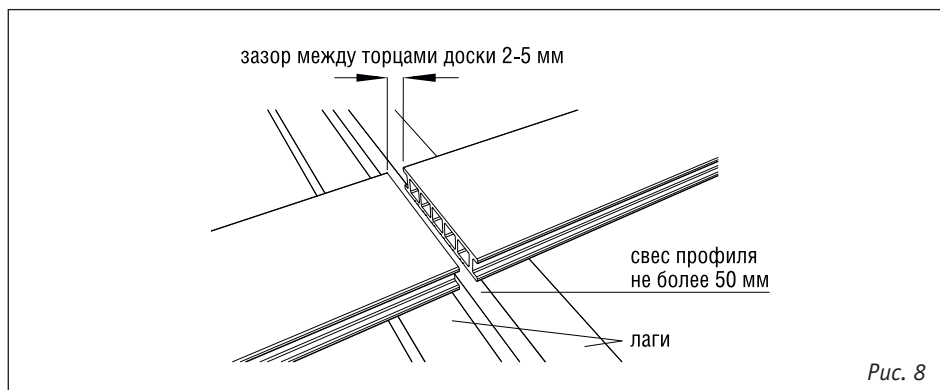 зазор между торцами доски 2-5 мм
свес профиля
не более 50 мм
лаги
Рис. 8